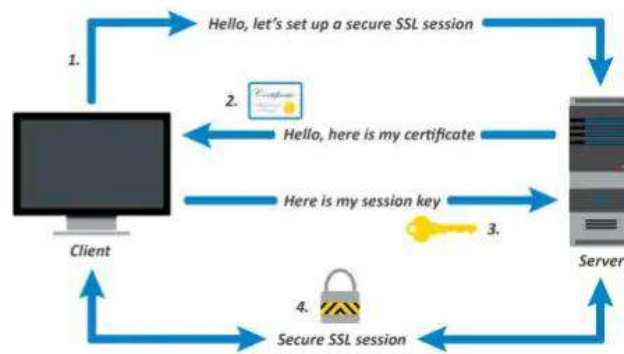 Hello, let's set up a secure SSL session
1.
2.
Certificate
Hello, here is my certificate
Here is my session key
3.
Client
Server
4.
Secure SSL session